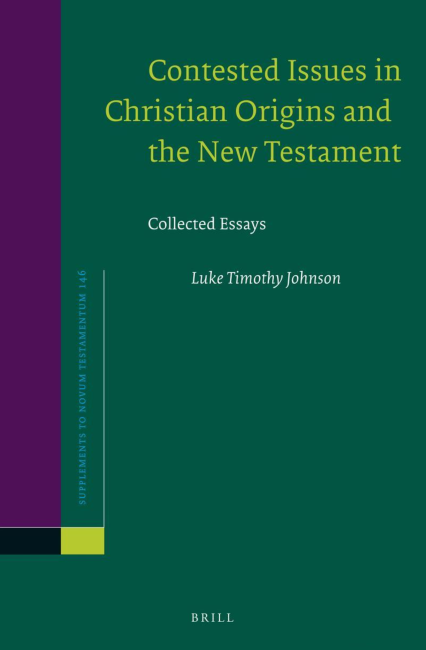 Contested Issues in
Christian Origins and
the New Testament
Collected Essays
Luke Timothy Johnson
SUPPLEMENTS TO NOVUM TESTAMENTUM 146
BRILL